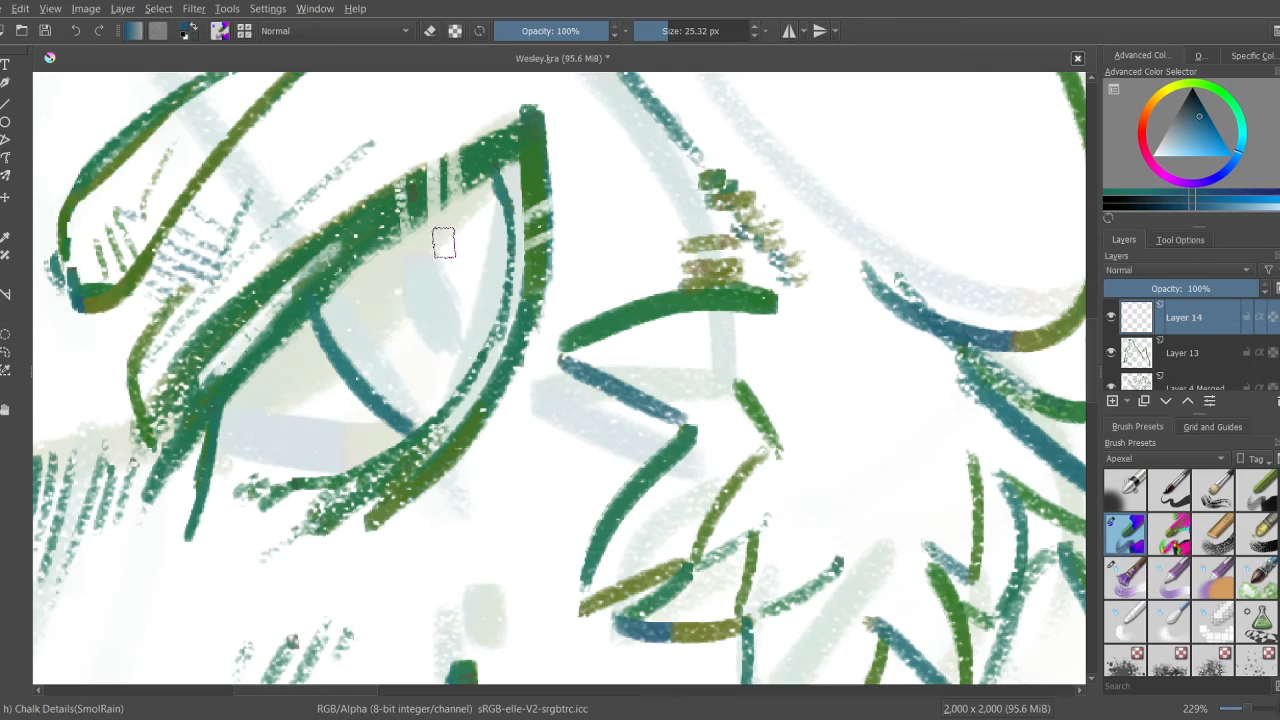 Edit View Image Layer Select Filter Tools Settings Window Help
Normal Opacity: 100% Size: 25.32 px
Wesley.kra (95.6 MiB) *
Advanced Col... O... Specific Col...
Advanced Color Selector
Layers Tool Options
Layers
Normal
Opacity: 100%
Layer 14
Layer 13
Layer 4 Merged
Brush Presets Grid and Guides
Brush Presets
Apexel Tag
Search
h) Chalk Details(SmolRain) RGB/Alpha (8-bit integer/channel) sRGB-elle-V2-srgbtrc.icc 2,000 x 2,000 (95.6 MiB) 229%